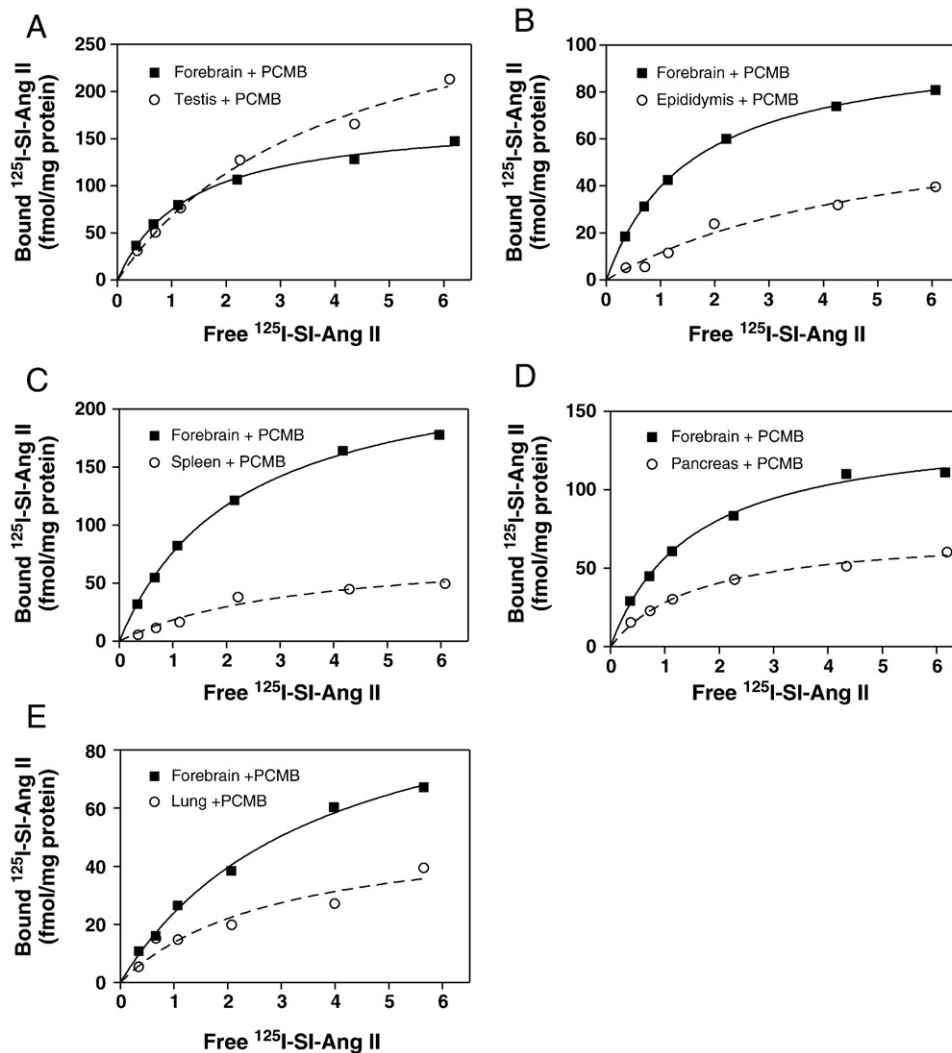 A
Bound ¹²⁵I-SI-Ang II
(fmol/mg protein)
250
200
150
100
50
0
Forebrain + PCMB
Testis + PCMB
0 1 2 3 4 5 6
Free ¹²⁵I-SI-Ang II
B
Bound ¹²⁵I-SI-Ang II
(fmol/mg protein)
100
80
60
40
20
0
Forebrain + PCMB
Epididymis + PCMB
0 1 2 3 4 5 6
Free ¹²⁵I-SI-Ang II
C
Bound ¹²⁵I-SI-Ang II
(fmol/mg protein)
200
150
100
50
0
Forebrain + PCMB
Spleen + PCMB
0 1 2 3 4 5 6
Free ¹²⁵I-SI-Ang II
D
Bound ¹²⁵I-SI-Ang II
(fmol/mg protein)
150
100
50
0
Forebrain + PCMB
Pancreas + PCMB
0 1 2 3 4 5 6
Free ¹²⁵I-SI-Ang II
E
Bound ¹²⁵I-SI-Ang II
(fmol/mg protein)
80
60
40
20
0
Forebrain +PCMB
Lung +PCMB
0 1 2 3 4 5 6
Free ¹²⁵I-SI-Ang II